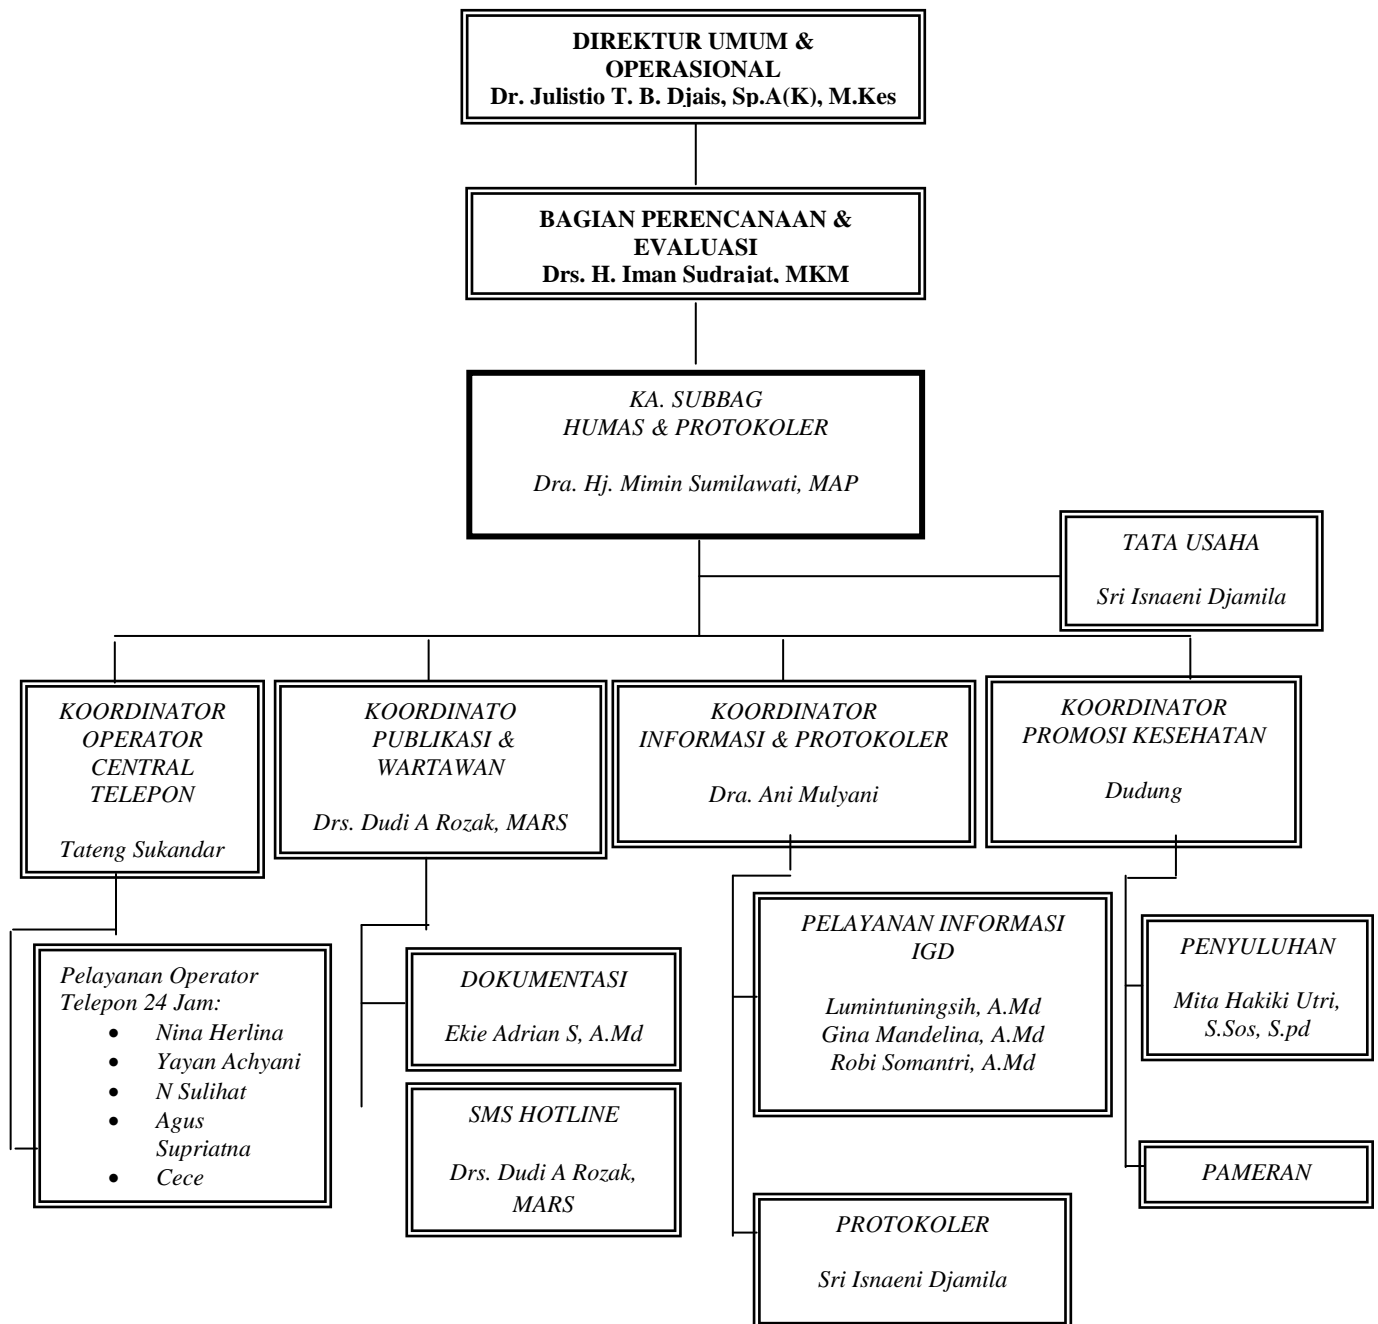 DIREKTUR UMUM &
OPERASIONAL
Dr. Julistio T. B. Djais, Sp.A(K), M.Kes
BAGIAN PERENCANAAN &
EVALUASI
Drs. H. Iman Sudrajat, MKM
KA. SUBBAG
HUMAS & PROTOKOLER
Dra. Hj. Mimin Sumilawati, MAP
TATA USAHA
Sri Isnaeni Djamila
KOORDINATOR
OPERATOR
CENTRAL
TELEPON
Tateng Sukandar
KOORDINATO
PUBLIKASI &
WARTAWAN
Drs. Dudi A Rozak, MARS
KOORDINATOR
INFORMASI & PROTOKOLER
Dra. Ani Mulyani
KOORDINATOR
PROMOSI KESEHATAN
Dudung
Pelayanan Operator
Telepon 24 Jam:
• Nina Herlina
• Yayan Achyani
• N Sulihat
• Agus
Supriatna
• Cece
DOKUMENTASI
Ekie Adrian S, A.Md
SMS HOTLINE
Drs. Dudi A Rozak,
MARS
PELAYANAN INFORMASI
IGD
Lumintuningsih, A.Md
Gina Mandelina, A.Md
Robi Somantri, A.Md
PROTOKOLER
Sri Isnaeni Djamila
PENYULUHAN
Mita Hakiki Utri,
S.Sos, S.pd
PAMERAN